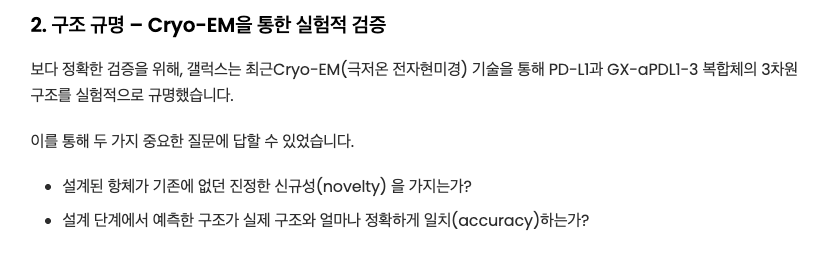 2. 구조 규명 – Cryo-EM을 통한 실험적 검증
보다 정확한 검증을 위해, 갤럭스는 최근Cryo-EM(극저온 전자현미경) 기술을 통해 PD-L1과 GX-aPDL1-3 복합체의 3차원
구조를 실험적으로 규명했습니다.
이를 통해 두 가지 중요한 질문에 답할 수 있었습니다.
• 설계된 항체가 기존에 없던 진정한 신규성(novelty) 을 가지는가?
• 설계 단계에서 예측한 구조가 실제 구조와 얼마나 정확하게 일치(accuracy)하는가?